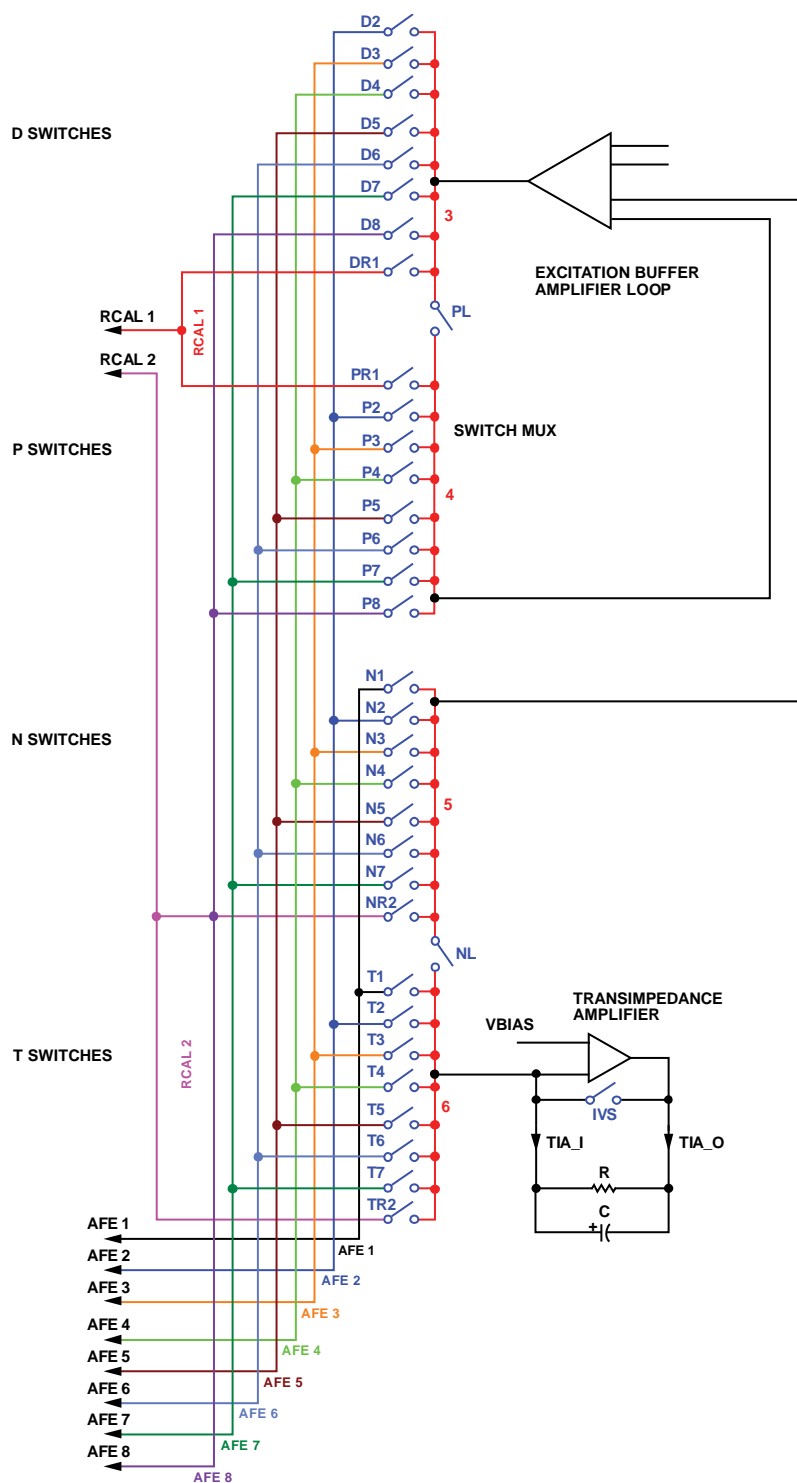 D2
D3
D4
D SWITCHES
D5
D6
D7
3
D8
DR1
EXCITATION BUFFER
AMPLIFIER LOOP
RCAL 1
RCAL 1
PL
RCAL 2
PR1
P2
SWITCH MUX
P3
P SWITCHES
P4
4
P5
P6
P7
P8
N1
N2
N SWITCHES
N3
N4
5
N5
N6
N7
NR2
NL
T1
TRANSIMPEDANCE
AMPLIFIER
T2
VBIAS
T3
T SWITCHES
RCAL 2
T4
6
T5
IVS
T6
TIA_I
TIA_O
T7
R
TR2
C
+
AFE 1
AFE 1
AFE 2
AFE 2
AFE 3
AFE 3
AFE 4
AFE 4
AFE 5
AFE 5
AFE 6
AFE 6
AFE 7
AFE 7
AFE 8
AFE 8